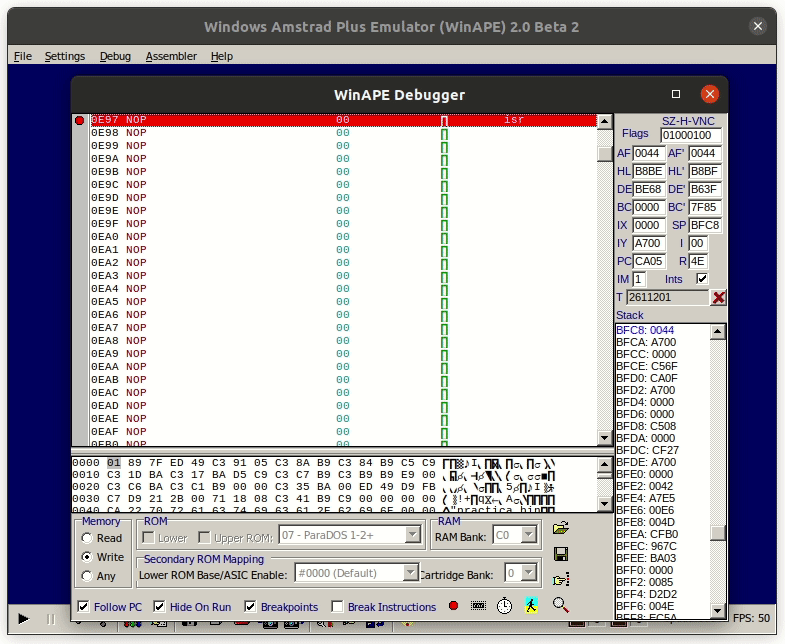 Windows Amstrad Plus Emulator (WinAPE) 2.0 Beta 2
File Settings Debug Assembler Help
WinAPE Debugger
0E97 NOP 00 isr
0E98 NOP 00
0E99 NOP 00
0E9A NOP 00
0E9B NOP 00
0E9C NOP 00
0E9D NOP 00
0E9E NOP 00
0E9F NOP 00
0EA0 NOP 00
0EA1 NOP 00
0EA2 NOP 00
0EA3 NOP 00
0EA4 NOP 00
0EA5 NOP 00
0EA6 NOP 00
0EA7 NOP 00
0EA8 NOP 00
0EA9 NOP 00
0EAA NOP 00
0EAB NOP 00
0EAC NOP 00
0EAD NOP 00
0EAE NOP 00
0EAF NOP 00
0EB0 NOP 00
SZ-H-VNC
Flags 01000100
AF 0044 AF' 0044
HL B8BE HL' B8BF
DE BE68 DE' B63F
BC 0000 BC' 7F85
IX 0000 SP BFC8
IY A700 I 00
PC CA05 R 4E
IM 1 Ints
T 2611201
Stack
BFC8: 0044
BFCA: A700
BFCC: 0000
BFCE: C56F
BFD0: CA0F
BFD2: A700
BFD4: 0000
BFD6: 0000
BFD8: C508
BFDA: 0000
BFDC: CF27
BFDE: A700
BFE0: 0000
BFE2: 0042
BFE4: A7E5
BFE6: 00E6
BFE8: 004D
BFEA: CFB0
BFEC: 967C
BFEE: BA03
BFF0: 0000
BFF2: 0085
BFF4: D2D2
BFF6: 004E
BFF8: EC5A
0000 01 89 7F ED 49 C3 91 05 C3 8A B9 C3 84 B9 C5 C9
0010 C3 1D BA C3 17 BA D5 C9 C3 C7 B9 C3 B9 B9 E9 00
0020 C3 C6 BA C3 C1 B9 00 00 C3 35 BA 00 ED 49 D9 FB
0030 C7 D9 21 2B 00 71 18 08 C3 41 B9 C9 00 00 00 00
0040 CA 22 70 72 61 63 74 69 63 61 2E 62 69 6E 00 00 "practica.bin
Memory
Read
Write
Any
ROM
Lower Upper ROM: 07 - ParaDOS 1-2+
RAM
RAM Bank: C0
Secondary ROM Mapping
Lower ROM Base/ASIC Enable: #0000 (Default) Cartridge Bank: 0
Follow PC Hide On Run Breakpoints Break Instructions
FPS: 50